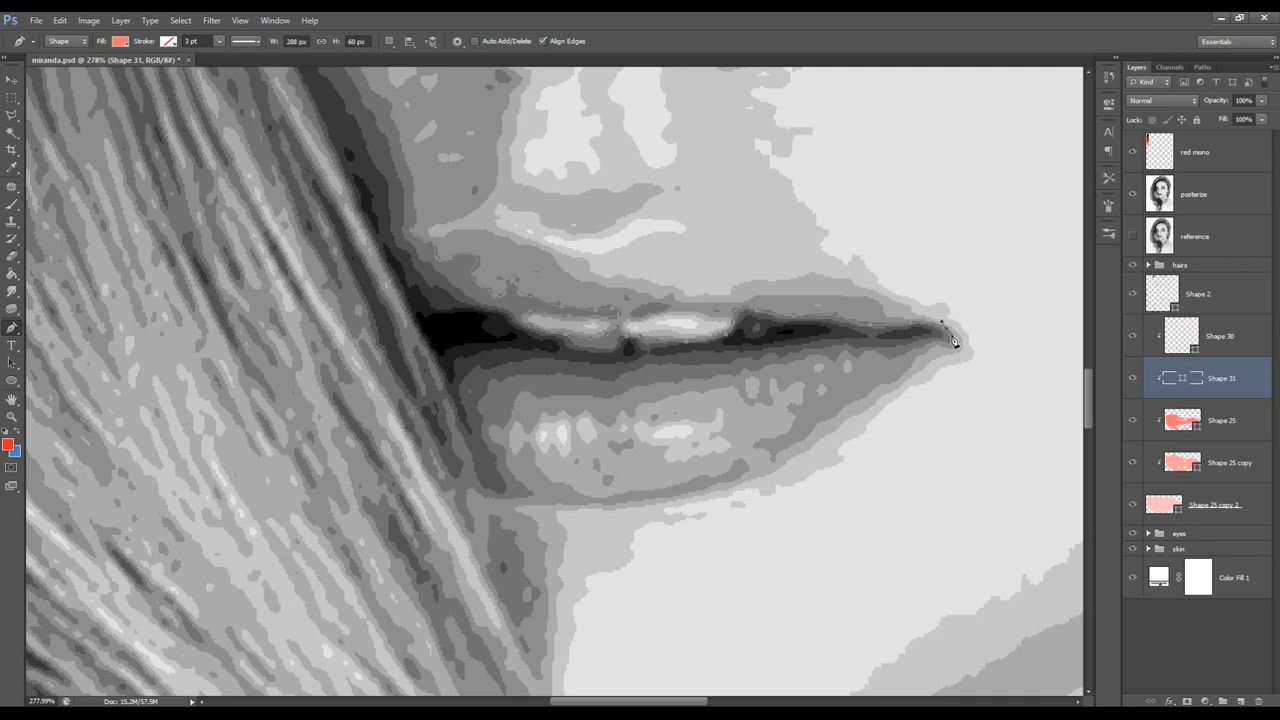 Ps File Edit Image Layer Type Select Filter View Window Help
Shape Fill: Stroke: 3 pt W: 288 px H: 60 px Auto Add/Delete Align Edges Essentials
miranda.psd @ 278% (Shape 31, RGB/8#) * ×
Layers Channels Paths
Kind
Normal Opacity: 100%
Lock: Fill: 100%
red mono
posterize
reference
hairs
Shape 2
Shape 30
Shape 31
Shape 25
Shape 25 copy
Shape 25 copy 2
eyes
skin
Color Fill 1
277.99% Doc: 15.2M/57.5M